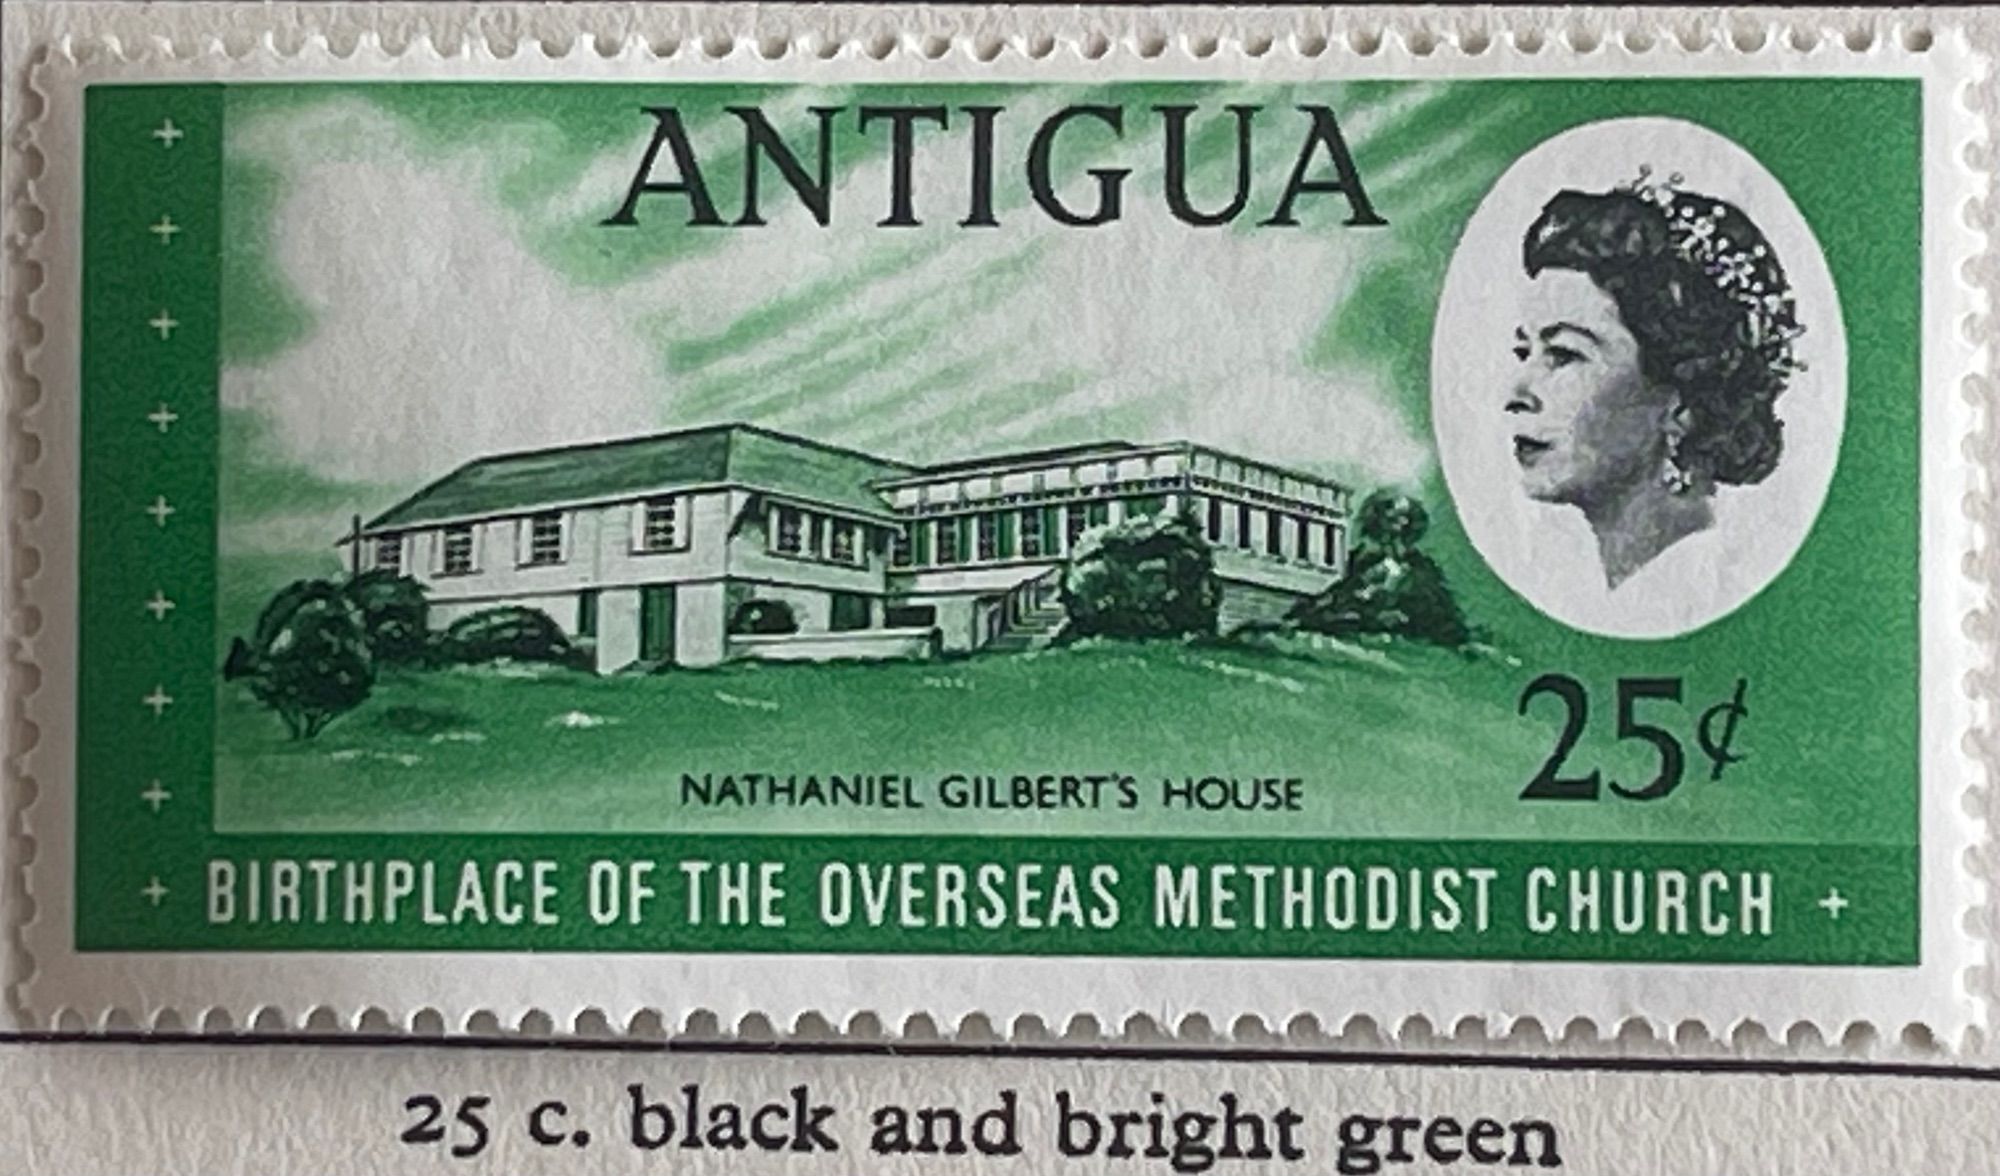 ANTIGUA
25¢
NATHANIEL GILBERT'S HOUSE
BIRTHPLACE OF THE OVERSEAS METHODIST CHURCH
25 c. black and bright green